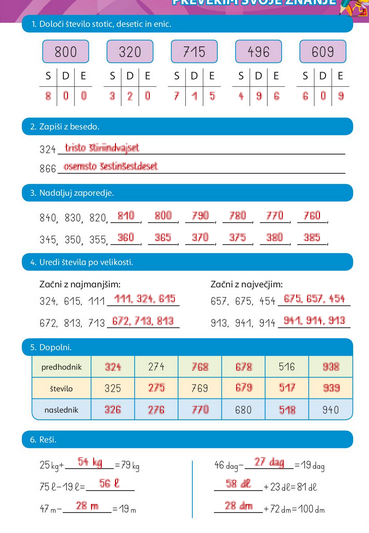 PREVERIM SVOJE ZNANJE
1. Določi število stotic, desetic in enic.
800 320 715 496 609
S D E S D E S D E S D E S D E
8 0 0 3 2 0 7 1 5 4 9 6 6 0 9
2. Zapiši z besedo.
324 tristo štiriindvajset
866 osemsto šestinšestdeset
3. Nadaljuj zaporedje.
840, 830, 820, 810, 800, 790, 780, 770, 760,
345, 350, 355, 360, 365, 370, 375, 380, 385,
4. Uredi števila po velikosti.
Začni z najmanjšim: Začni z največjim:
324, 615, 111 111, 324, 615 657, 675, 454 675, 657, 454
672, 813, 713 672, 713, 813 913, 941, 914 941, 914, 913
5. Dopolni.
predhodnik 324 274 768 678 516 938
število 325 275 769 679 517 939
naslednik 326 276 770 680 518 940
6. Reši.
25 kg + 54 kg = 79 kg 46 dag − 27 dag = 19 dag
75 ℓ − 19 ℓ = 56 ℓ 58 dℓ + 23 dℓ = 81 dℓ
47 m − 28 m = 19 m 28 dm + 72 dm = 100 dm